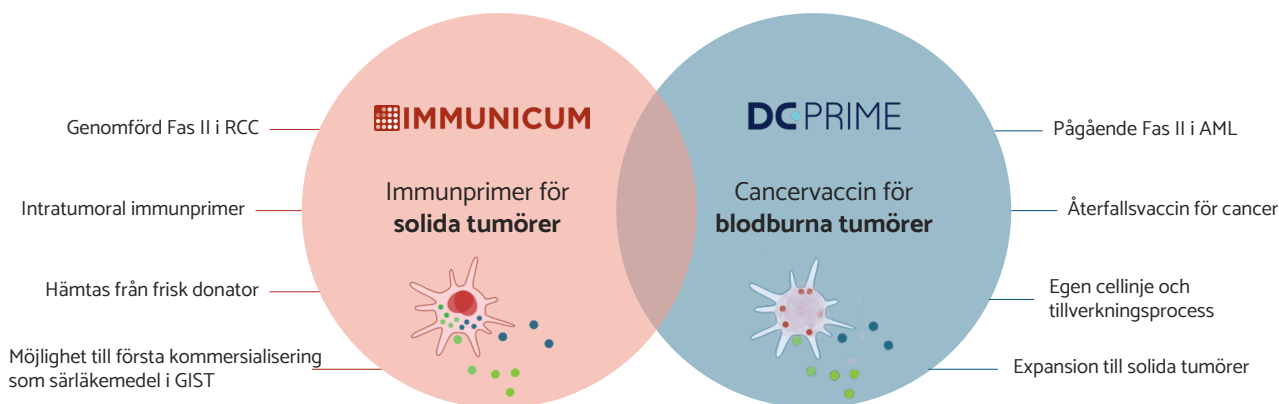 Genomförd Fas II i RCC
Intratumoral immunprimer
Hämtas från frisk donator
Möjlighet till första kommersialisering
som särläkemedel i GIST
IMMUNICUM
Immunprimer för
solida tumörer
DC PRIME
Cancervaccin för
blodburna tumörer
Pågående Fas II i AML
Återfallsvaccin för cancer
Egen cellinje och
tillverkningsprocess
Expansion till solida tumörer